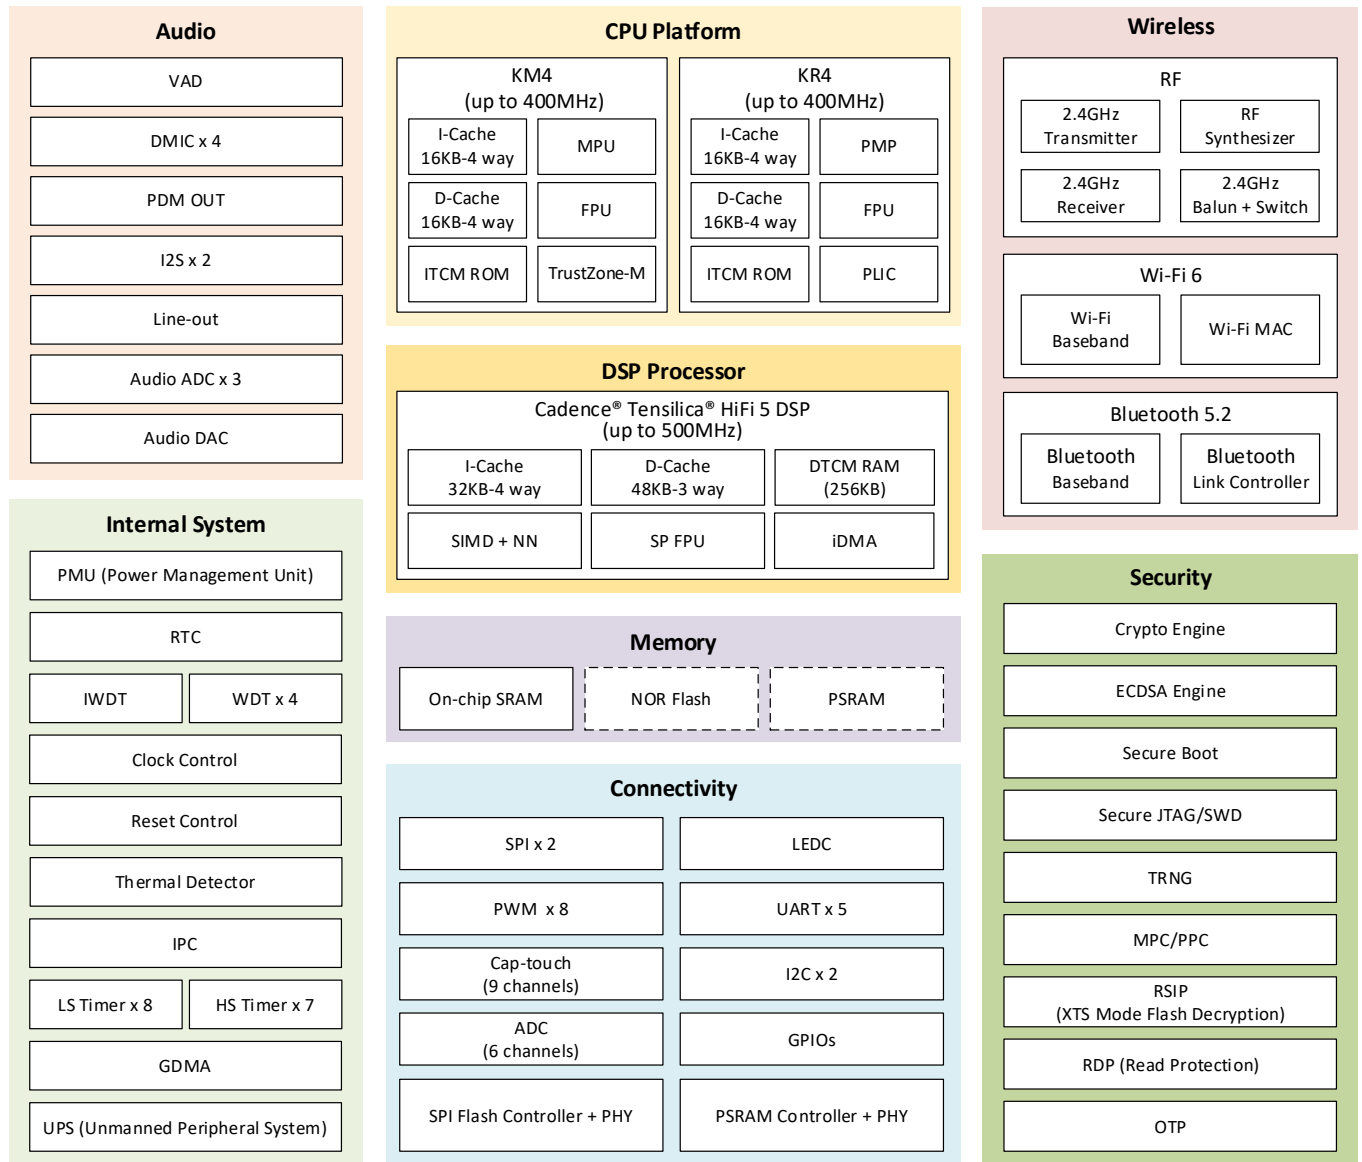 Audio
VAD
DMIC x 4
PDM OUT
I2S x 2
Line-out
Audio ADC x 3
Audio DAC
Internal System
PMU (Power Management Unit)
RTC
IWDT
WDT x 4
Clock Control
Reset Control
Thermal Detector
IPC
LS Timer x 8
HS Timer x 7
GDMA
UPS (Unmanned Peripheral System)
CPU Platform
KM4
(up to 400MHz)
I-Cache
16KB-4 way
MPU
D-Cache
16KB-4 way
FPU
ITCM ROM
TrustZone-M
KR4
(up to 400MHz)
I-Cache
16KB-4 way
PMP
D-Cache
16KB-4 way
FPU
ITCM ROM
PLIC
DSP Processor
Cadence® Tensilica® HiFi 5 DSP
(up to 500MHz)
I-Cache
32KB-4 way
D-Cache
48KB-3 way
DTCM RAM
(256KB)
SIMD + NN
SP FPU
iDMA
Memory
On-chip SRAM
NOR Flash
PSRAM
Connectivity
SPI x 2
LEDC
PWM x 8
UART x 5
Cap-touch
(9 channels)
I2C x 2
ADC
(6 channels)
GPIOs
SPI Flash Controller + PHY
PSRAM Controller + PHY
Wireless
RF
2.4GHz
Transmitter
RF
Synthesizer
2.4GHz
Receiver
2.4GHz
Balun + Switch
Wi-Fi 6
Wi-Fi
Baseband
Wi-Fi MAC
Bluetooth 5.2
Bluetooth
Baseband
Bluetooth
Link Controller
Security
Crypto Engine
ECDSA Engine
Secure Boot
Secure JTAG/SWD
TRNG
MPC/PPC
RSIP
(XTS Mode Flash Decryption)
RDP (Read Protection)
OTP